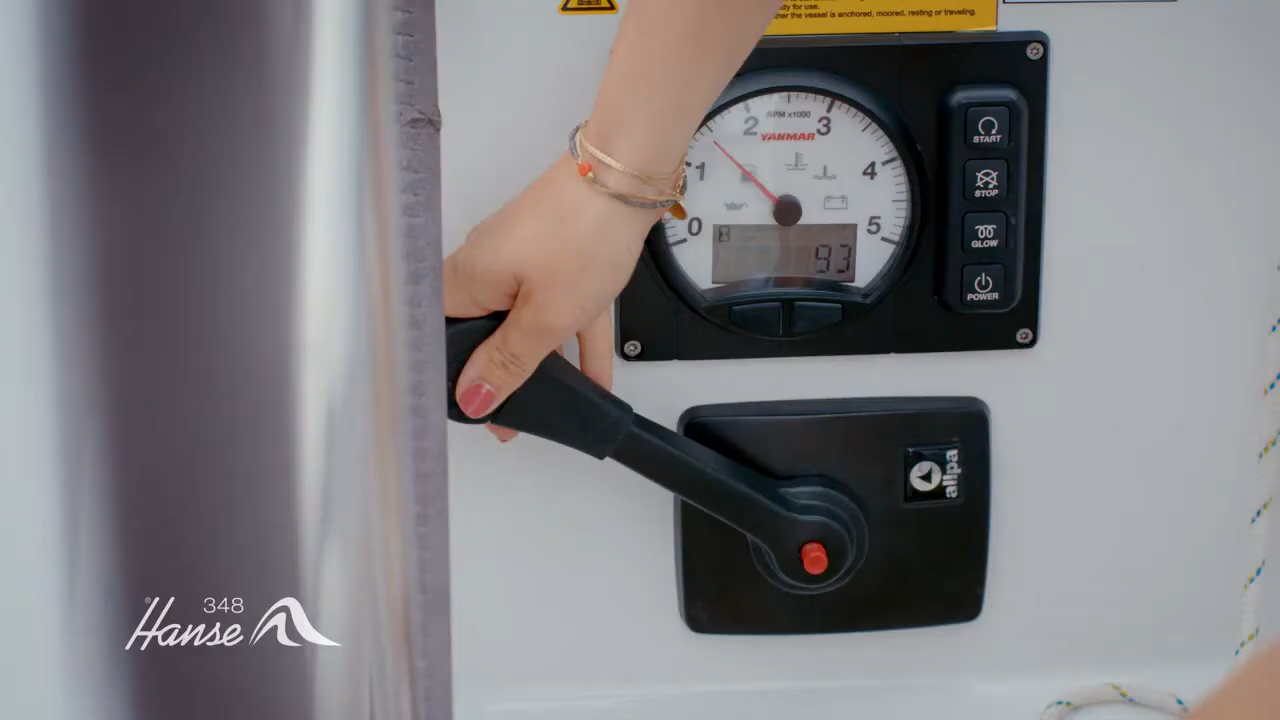 dy for use.
ther the vessel is anchored, moored, resting or traveling.
RPM x1000
2 3
YANMAR
1 4
0 5
93
START
STOP
GLOW
POWER
allpa
348
Hanse